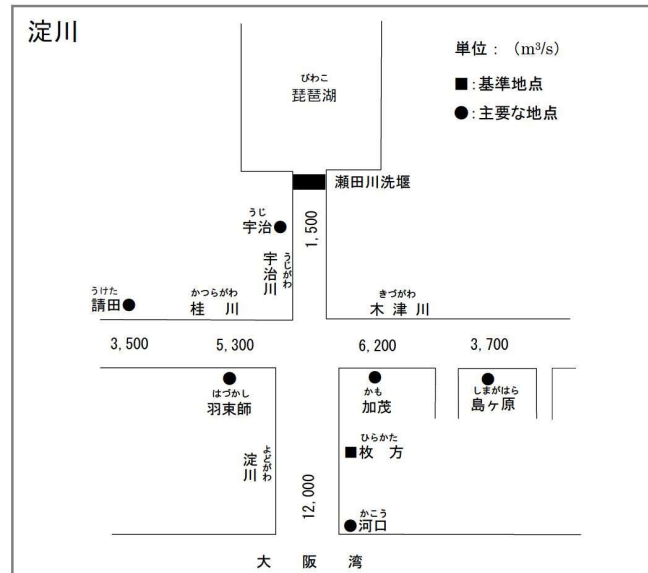 淀川
単位：（m³/s）
■：基準地点
●：主要な地点
びわこ
琵琶湖
瀬田川洗堰
うじ
宇治●
1,500
うじがわ
宇治川
うけた
請田●
かつらがわ
桂川
きづがわ
木津川
3,500
5,300
6,200
3,700
はづかし
羽束師
かも
加茂
しまがはら
島ヶ原
ひらかた
■枚方
よどがわ
淀川
12,000
かこう
●河口
大阪湾